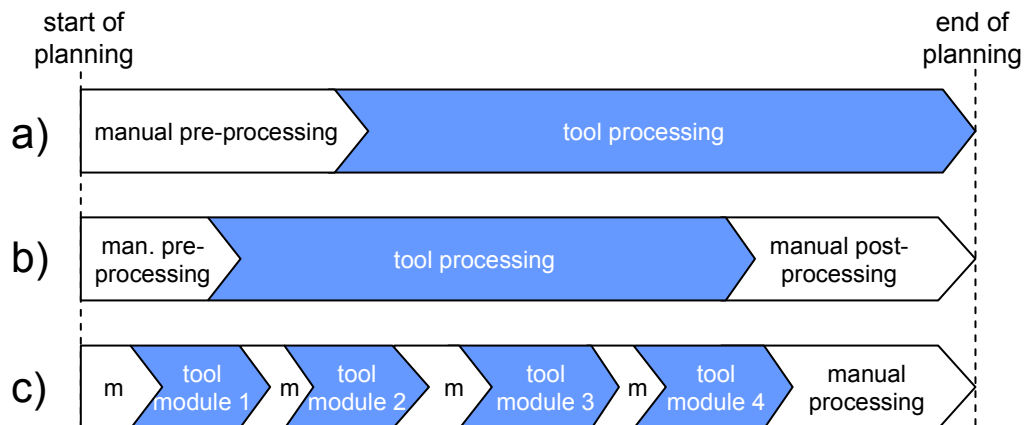 start of
planning
end of
planning
a)
manual pre-processing
tool processing
b)
man. pre-
processing
tool processing
manual post-
processing
c)
m
tool
module 1
m
tool
module 2
m
tool
module 3
m
tool
module 4
manual
processing